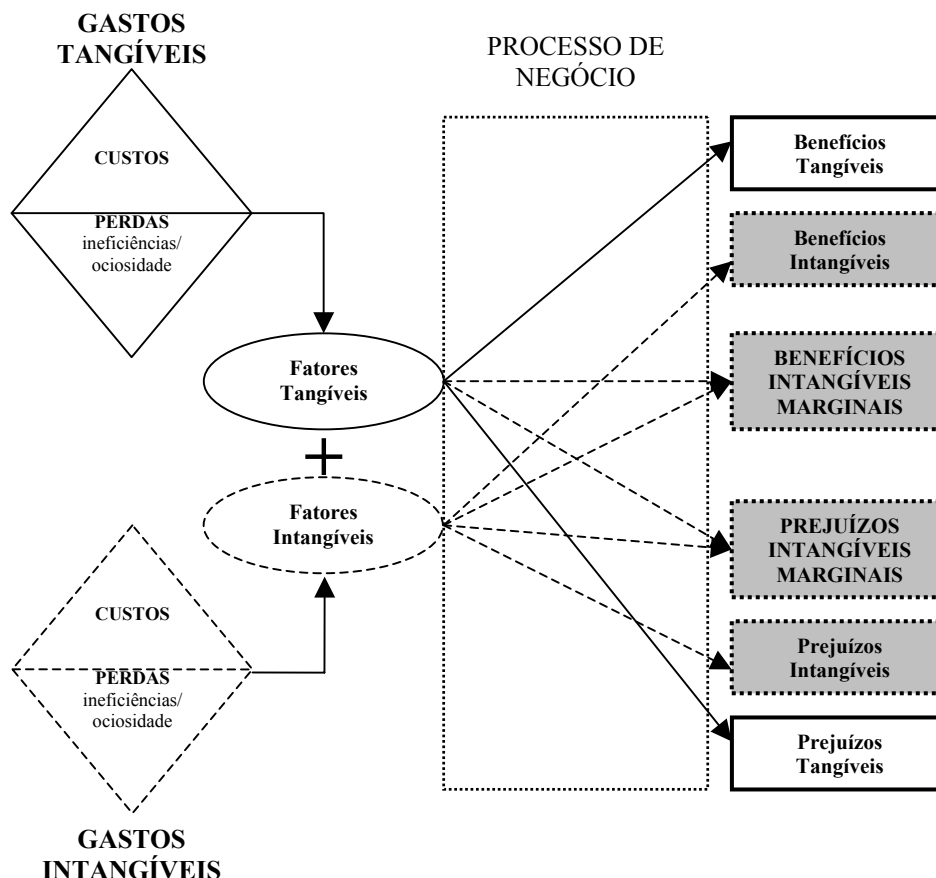 GASTOS
TANGÍVEIS
CUSTOS
PERDAS
ineficiências/
ociosidade
PROCESSO DE
NEGÓCIO
Fatores
Tangíveis
+
Fatores
Intangíveis
CUSTOS
PERDAS
ineficiências/
ociosidade
GASTOS
INTANGÍVEIS
Benefícios
Tangíveis
Benefícios
Intangíveis
BENEFÍCIOS
INTANGÍVEIS
MARGINAIS
PREJUÍZOS
INTANGÍVEIS
MARGINAIS
Prejuízos
Intangíveis
Prejuízos
Tangíveis